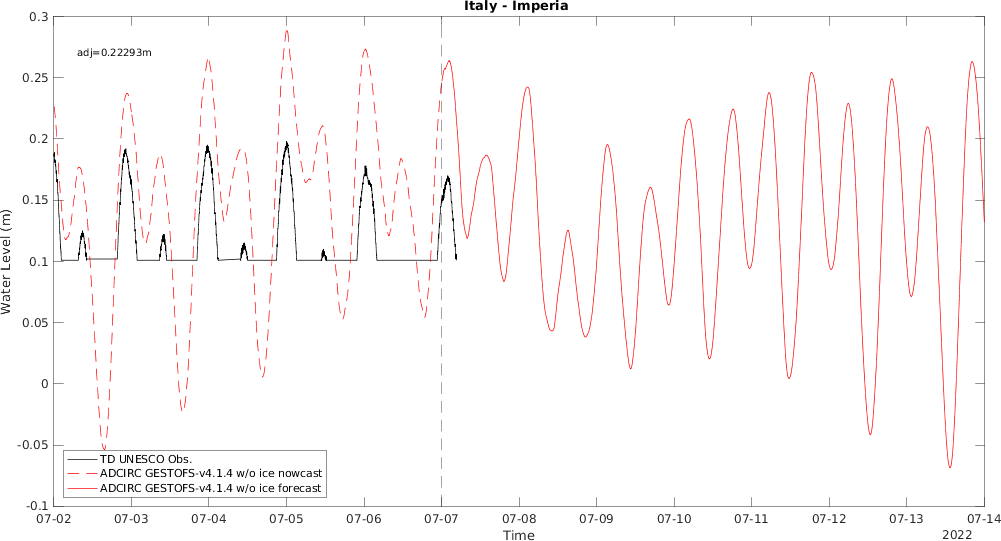 Italy - Imperia
adj=0.22293m
0.3
0.25
0.2
0.15
0.1
0.05
0
-0.05
-0.1
Water Level (m)
TD UNESCO Obs.
ADCIRC GESTOFS-v4.1.4 w/o ice nowcast
ADCIRC GESTOFS-v4.1.4 w/o ice forecast
07-02 07-03 07-04 07-05 07-06 07-07 07-08 07-09 07-10 07-11 07-12 07-13 07-14
Time
2022